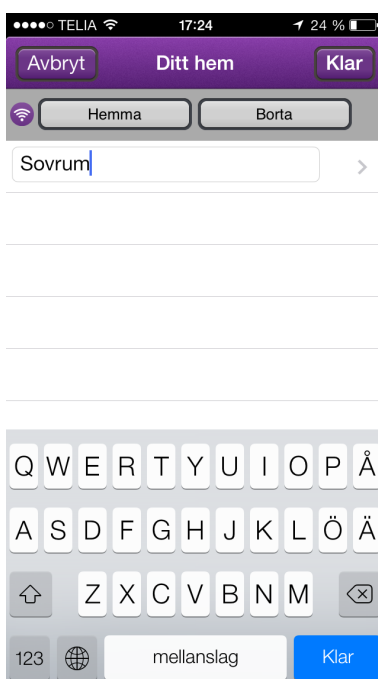 TELIA 17:24 24 %
Avbryt Ditt hem Klar
Hemma Borta
Sovrum
Q W E R T Y U I O P Å
A S D F G H J K L Ö Ä
Z X C V B N M
123 mellanslag Klar